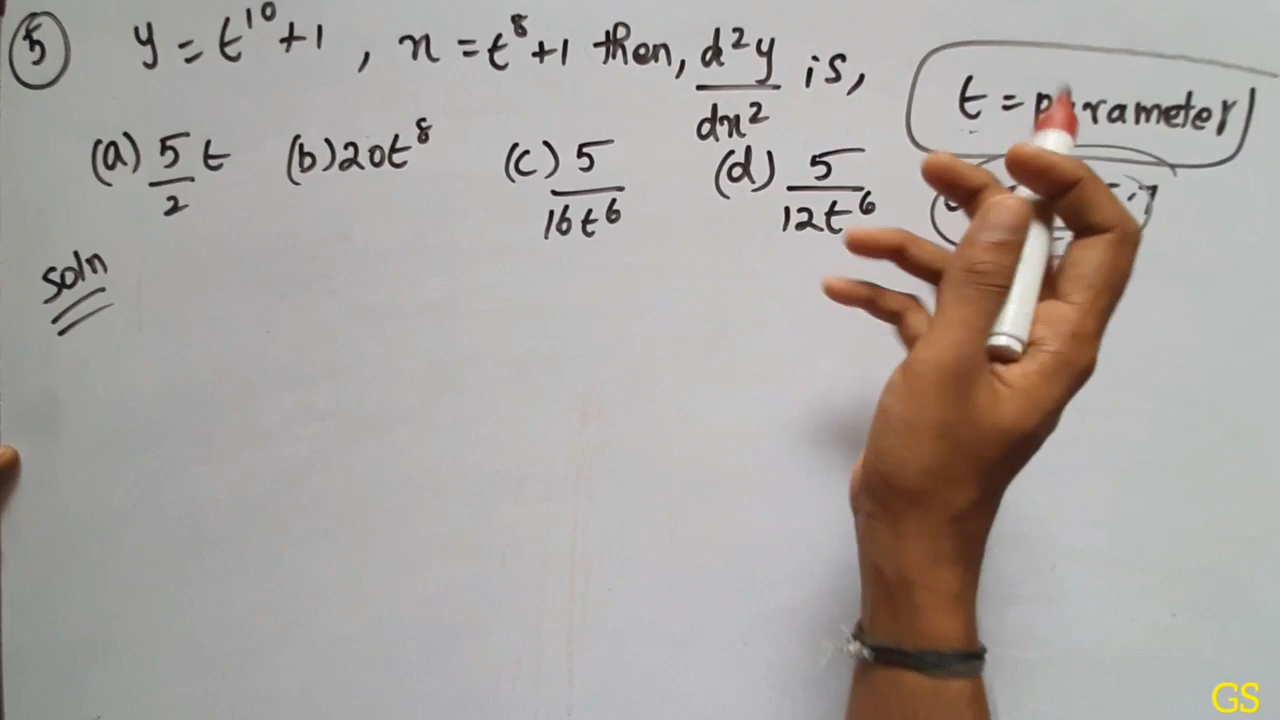 5 y = t¹⁰+1 , x = t⁸+1 then, d²y/dx² is,
t = parameter
(a) 5/2 t (b) 20t⁸ (c) 5/16t⁶ (d) 5/12t⁶
soln
GS